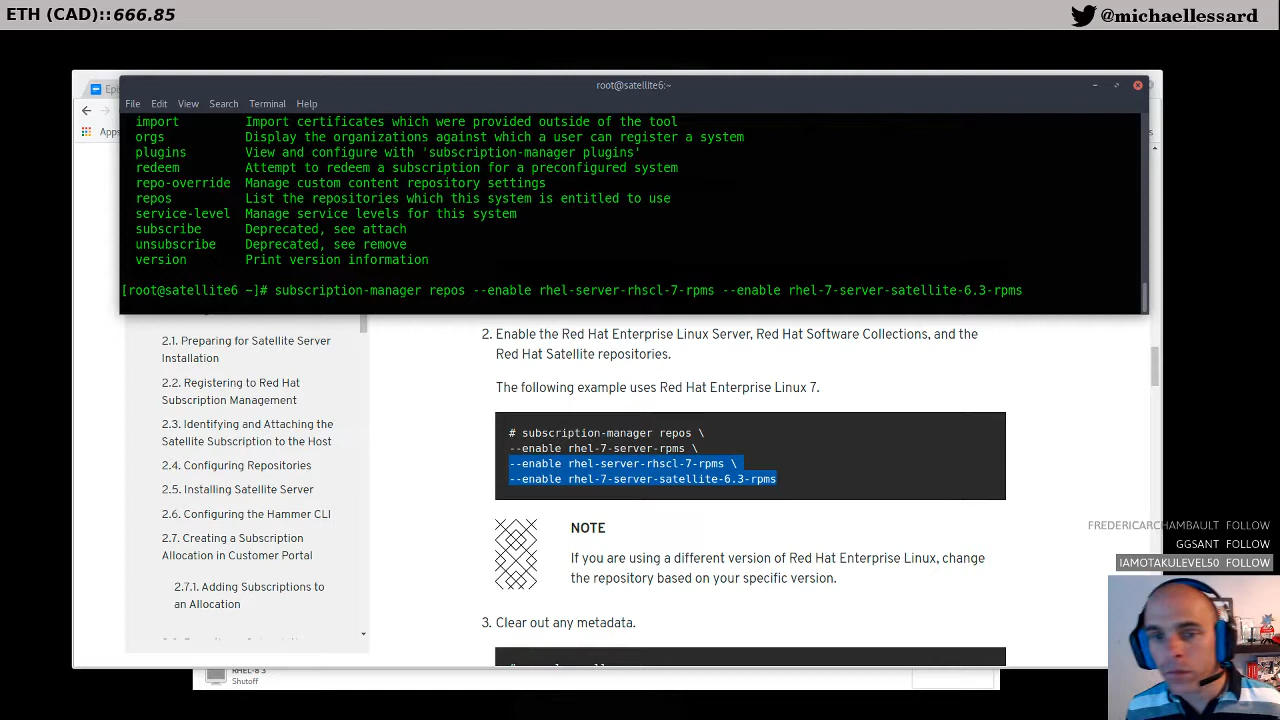 ETH (CAD)::666.85
@michaellessard
root@satellite6:~
File Edit View Search Terminal Help
import Import certificates which were provided outside of the tool
orgs Display the organizations against which a user can register a system
plugins View and configure with 'subscription-manager plugins'
redeem Attempt to redeem a subscription for a preconfigured system
repo-override Manage custom content repository settings
repos List the repositories which this system is entitled to use
service-level Manage service levels for this system
subscribe Deprecated, see attach
unsubscribe Deprecated, see remove
version Print version information
[root@satellite6 ~]# subscription-manager repos --enable rhel-server-rhscl-7-rpms --enable rhel-7-server-satellite-6.3-rpms
Apps
2.1. Preparing for Satellite Server
Installation
2.2. Registering to Red Hat
Subscription Management
2.3. Identifying and Attaching the
Satellite Subscription to the Host
2.4. Configuring Repositories
2.5. Installing Satellite Server
2.6. Configuring the Hammer CLI
2.7. Creating a Subscription
Allocation in Customer Portal
2.7.1. Adding Subscriptions to
an Allocation
2. Enable the Red Hat Enterprise Linux Server, Red Hat Software Collections, and the
Red Hat Satellite repositories.
The following example uses Red Hat Enterprise Linux 7.
# subscription-manager repos \
--enable rhel-7-server-rpms \
--enable rhel-server-rhscl-7-rpms \
--enable rhel-7-server-satellite-6.3-rpms
NOTE
If you are using a different version of Red Hat Enterprise Linux, change
the repository based on your specific version.
3. Clear out any metadata.
Shutoff
FREDERICARCHAMBAULT FOLLOW
GGSANT FOLLOW
IAMOTAKULEVEL50 FOLLOW